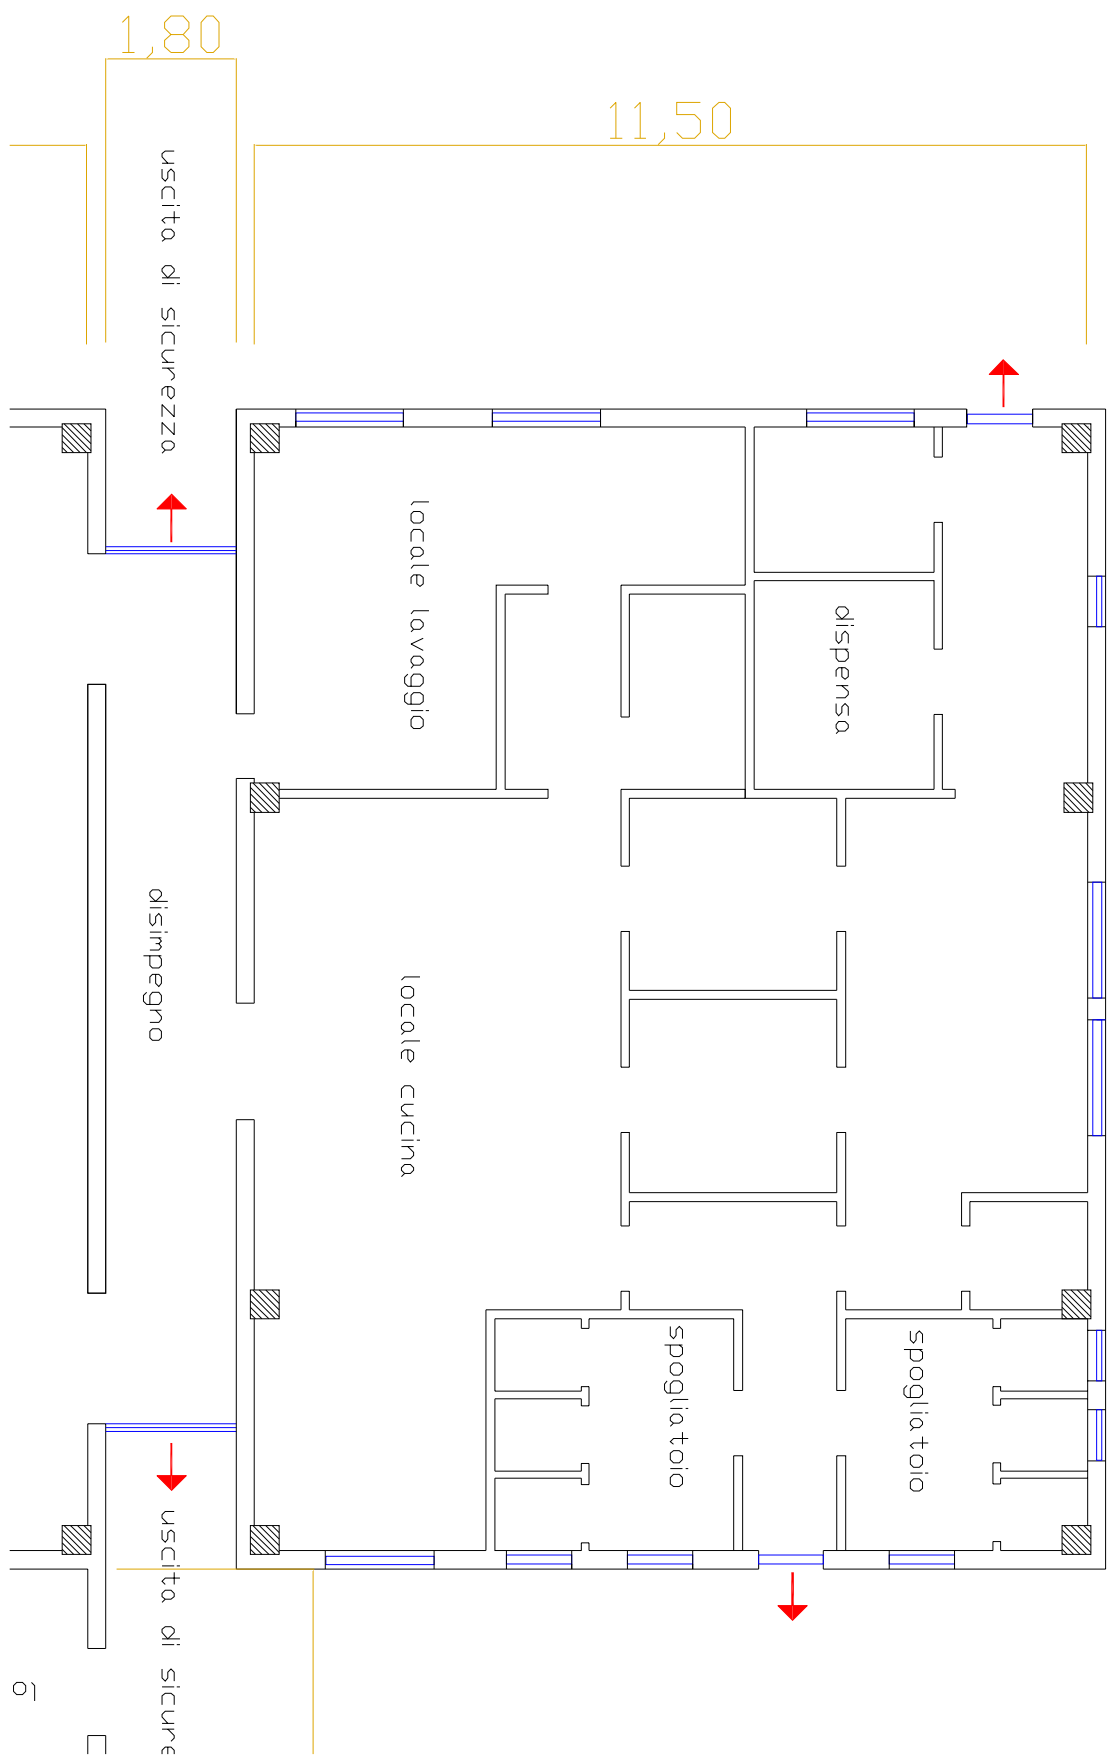 1,80
11,50
uscita di sicurezza
locale lavaggio
dispensa
disimpegno
locale cucina
spogliatoio
spogliatoio
uscita di sicure